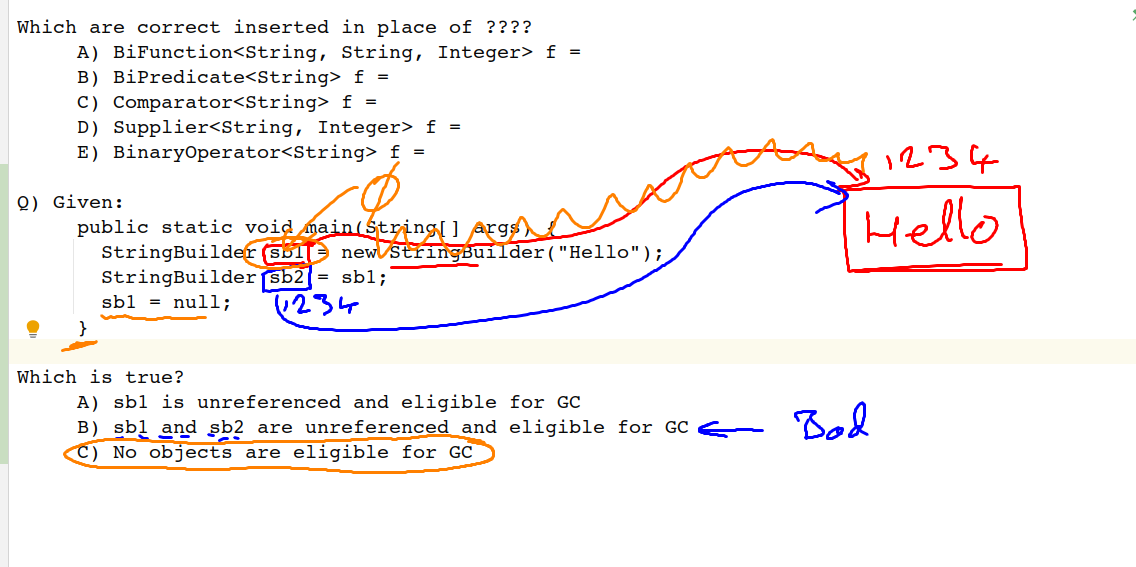 Which are correct inserted in place of ????
A) BiFunction<String, String, Integer> f =
B) BiPredicate<String> f =
C) Comparator<String> f =
D) Supplier<String, Integer> f =
E) BinaryOperator<String> f =
0
1234
Q) Given:
public static void main(String[] args) {
Hello
StringBuilder sb1 = new StringBuilder("Hello");
StringBuilder sb2 = sb1;
sb1 = null;
1234
}
Which is true?
A) sb1 is unreferenced and eligible for GC
B) sb1 and sb2 are unreferenced and eligible for GC
Bad
C) No objects are eligible for GC